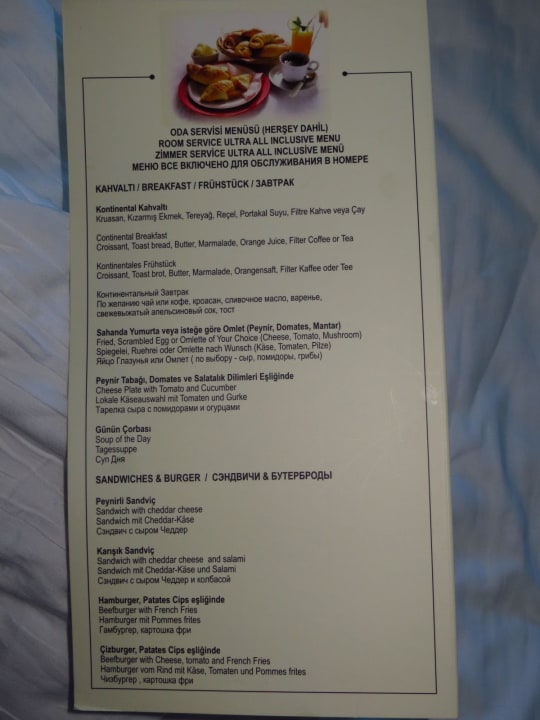 ODA SERVİSİ MENÜSÜ (HERŞEY DAHİL)
ROOM SERVICE ULTRA ALL INCLUSIVE MENU
ZİMMER SERVİCE ULTRA ALL INCLUSİVE MENÜ
МЕНЮ ВСЕ ВКЛЮЧЕНО ДЛЯ ОБСЛУЖИВАНИЯ В НОМЕРЕ
KAHVALTI / BREAKFAST / FRÜHSTÜCK / ЗАВТРАК
Kontinental Kahvaltı
Kruasan, Kızarmış Ekmek, Tereyağ, Reçel, Portakal Suyu, Filtre Kahve veya Çay
Continental Breakfast
Croissant, Toast bread, Butter, Marmalade, Orange Juice, Filter Coffee or Tea
Kontinentales Frühstück
Croissant, Toast brot, Butter, Marmalade, Orangensaft, Filter Kaffee oder Tee
Континентальный Завтрак
По желанию чай или кофе, кроасан, сливочное масло, варенье,
свежевыжатый апельсиновый сок, тост
Sahanda Yumurta veya isteğe göre Omlet (Peynir, Domates, Mantar)
Fried, Scrambled Egg or Omlette of Your Choice (Cheese, Tomato, Mushroom)
Spiegelei, Ruehrei oder Omlette nach Wunsch (Käse, Tomaten, Pilze)
Яйцо Глазунья или Омлет ( по выбору - сыр, помидоры, грибы)
Peynir Tabağı, Domates ve Salatalık Dilimleri Eşliğinde
Cheese Plate with Tomato and Cucumber
Lokale Käseauswahl mit Tomaten und Gurke
Тарелка сыра с помидорами и огурцами
Günün Çorbası
Soup of the Day
Tagessuppe
Суп Дня
SANDWICHES & BURGER / СЭНДВИЧИ & БУТЕРБРОДЫ
Peynirli Sandviç
Sandwich with cheddar cheese
Sandwich mit Cheddar-Käse
Сэндвич с сыром Чеддер
Karışık Sandviç
Sandwich with cheddar cheese and salami
Sandwich mit Cheddar-Käse und Salami
Сэндвич с сыром Чеддер и колбасой
Hamburger, Patates Cips eşliğinde
Beefburger with French Fries
Hamburger mit Pommes frites
Гамбургер, картошка фри
Çizburger, Patates Cips eşliğinde
Beefburger with Cheese, tomato and French Fries
Hamburger vom Rind mit Käse, Tomaten und Pommes frites
Чизбургер , картошка фри